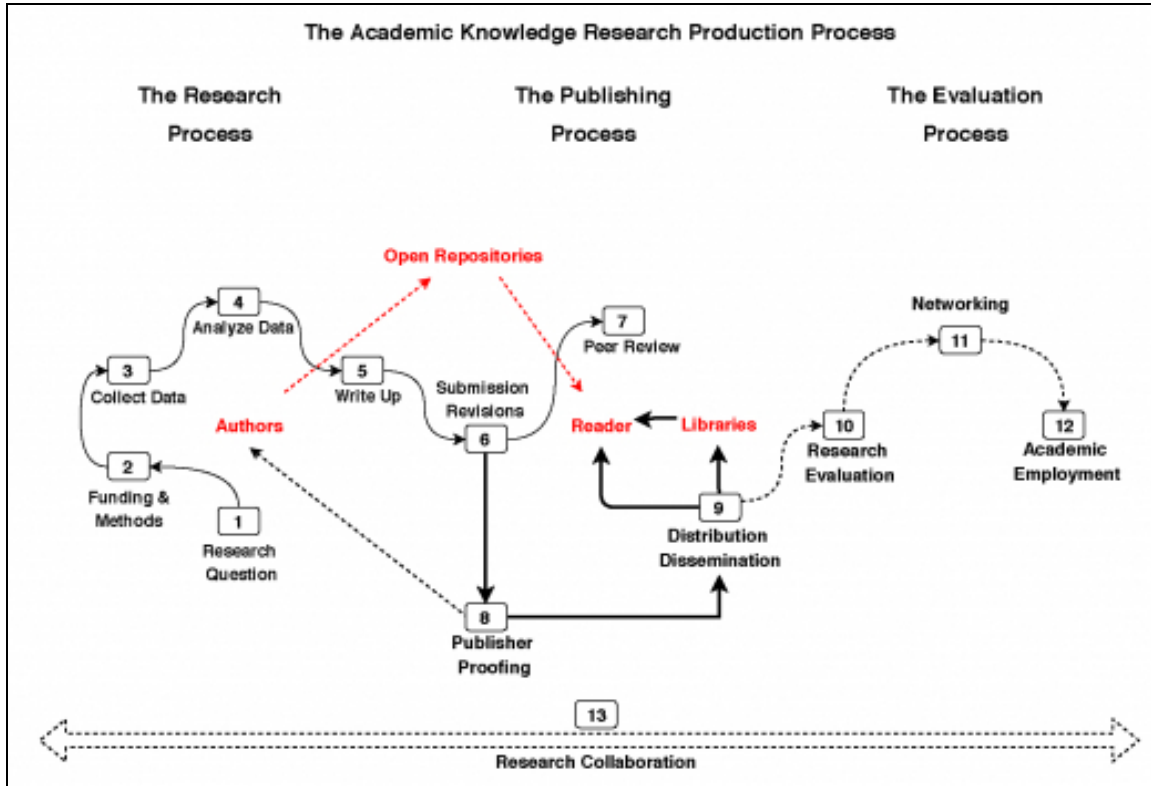 The Academic Knowledge Research Production Process
The Research
Process
The Publishing
Process
The Evaluation
Process
Open Repositories
4
Analyze Data
3
Collect Data
5
Write Up
Authors
2
Funding &
Methods
1
Research
Question
Submission
Revisions
6
7
Peer Review
Reader
Libraries
9
Distribution
Dissemination
8
Publisher
Proofing
Networking
11
10
Research
Evaluation
12
Academic
Employment
13
Research Collaboration